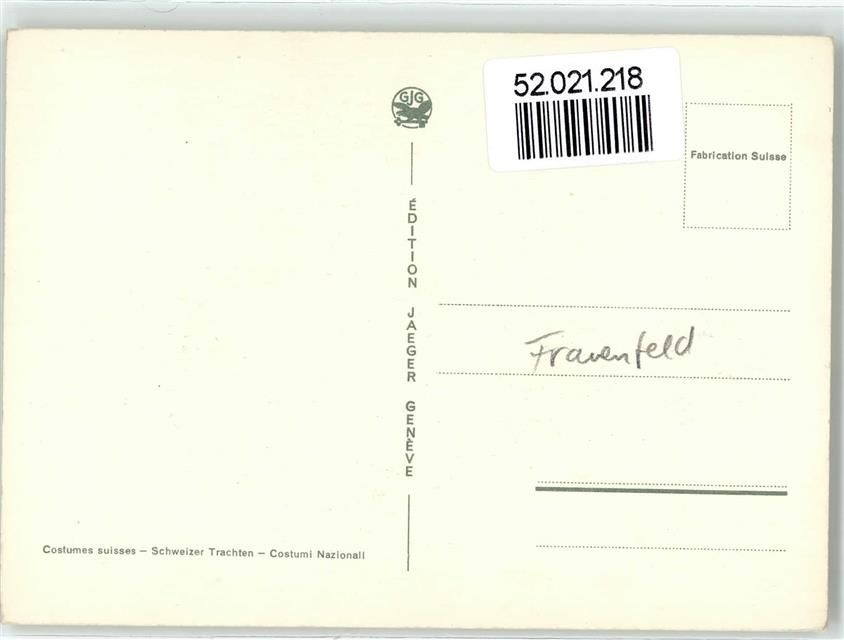 GJG
52.021.218
Fabrication Suisse
ÉDITION JAEGER GENÈVE
Frauenfeld
Costumes suisses – Schweizer Trachten – Costumi Nazionali